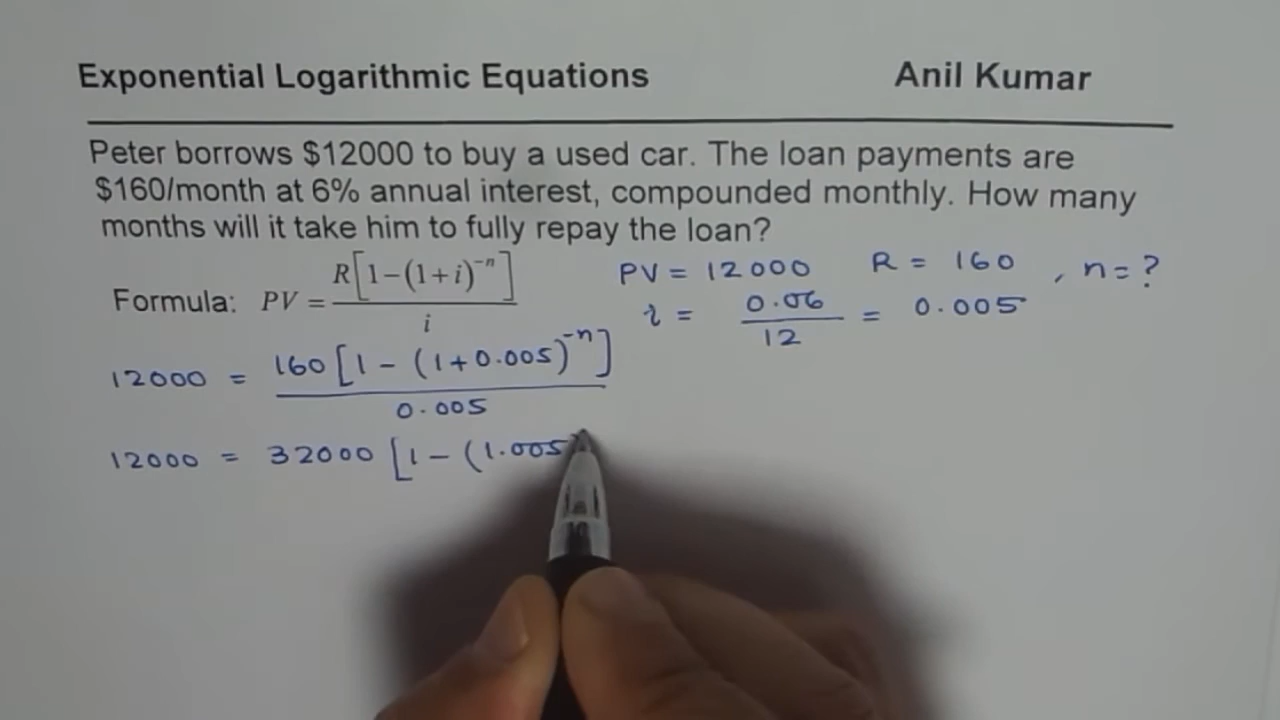 Exponential Logarithmic Equations Anil Kumar
Peter borrows $12000 to buy a used car. The loan payments are
$160/month at 6% annual interest, compounded monthly. How many
months will it take him to fully repay the loan?
Formula: PV = R[1-(1+i)^-n] / i
PV = 12000 R = 160 , n = ?
i = 0.06 / 12 = 0.005
12000 = 160 [1 - (1+0.005)^-n] / 0.005
12000 = 32000 [1 - (1.005)